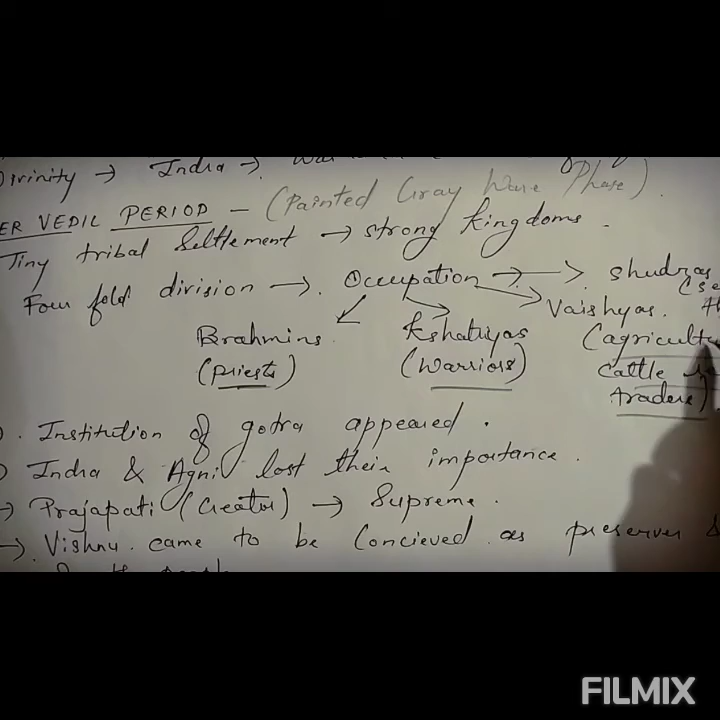 Divinity → Indra →
ER VEDIL PERIOD - (Painted Gray Ware Phase).
Tiny tribal Settlement → strong kingdoms.
Four fold division → Occupation → shudras
Vaishyas.
Brahmins Kshatriyas (agricultu
(priests) (Warriors) cattle
traders)
Institution of gotra appeared.
Indra & Agni lost their importance.
→ Prajapati (Creator) → Supreme.
→ Vishnu came to be Concieved as preserver &
people
FILMIX